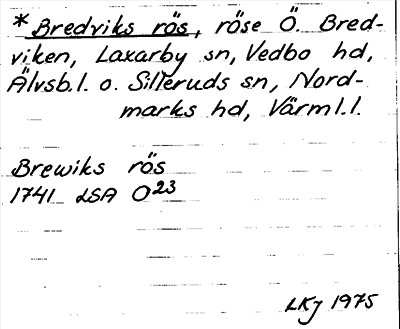 * Bredviks rös, röse Ö. Bred-
viken, Laxarby sn, Vedbo hd,
Älvsb. l. o. Silleruds sn, Nord-
marks hd, Värml. l.
Brewiks rös
1741 LSA O23
LKj 1975